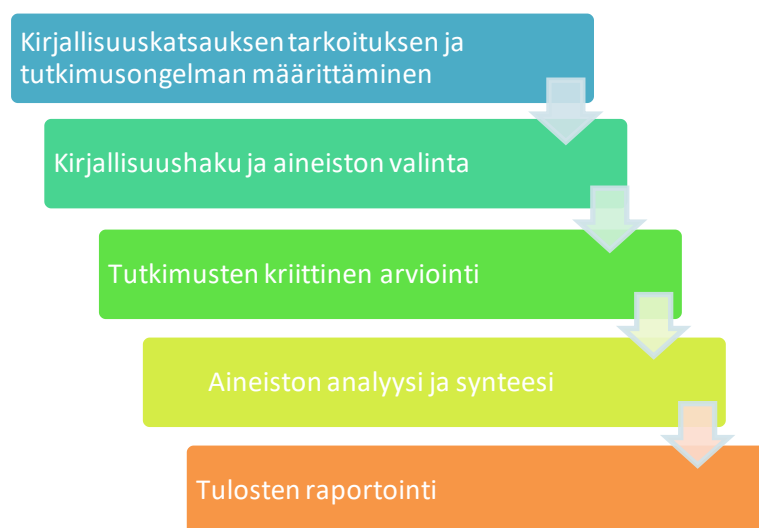 Kirjallisuuskatsauksen tarkoituksen ja
tutkimusongelman määrittäminen
Kirjallisuushaku ja aineiston valinta
Tutkimusten kriittinen arviointi
Aineiston analyysi ja synteesi
Tulosten raportointi